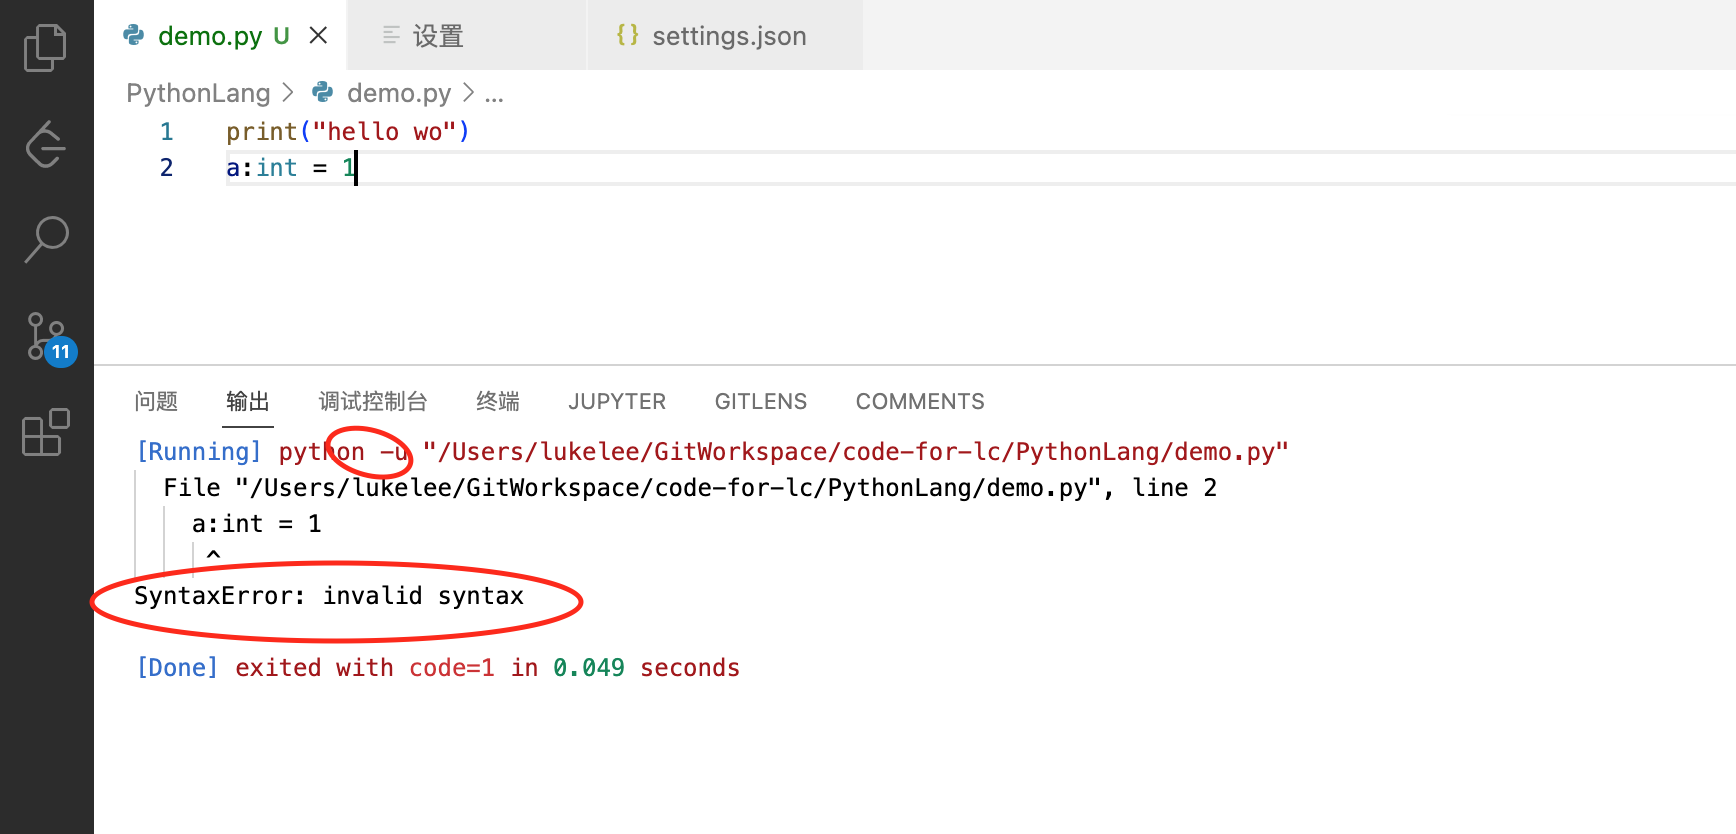 demo.py U
设置
{} settings.json
PythonLang > demo.py > ...
1 print("hello wo")
2 a:int = 1
11
问题 输出 调试控制台 终端 JUPYTER GITLENS COMMENTS
[Running] python -u "/Users/lukelee/GitWorkspace/code-for-lc/PythonLang/demo.py"
File "/Users/lukelee/GitWorkspace/code-for-lc/PythonLang/demo.py", line 2
a:int = 1
^
SyntaxError: invalid syntax
[Done] exited with code=1 in 0.049 seconds